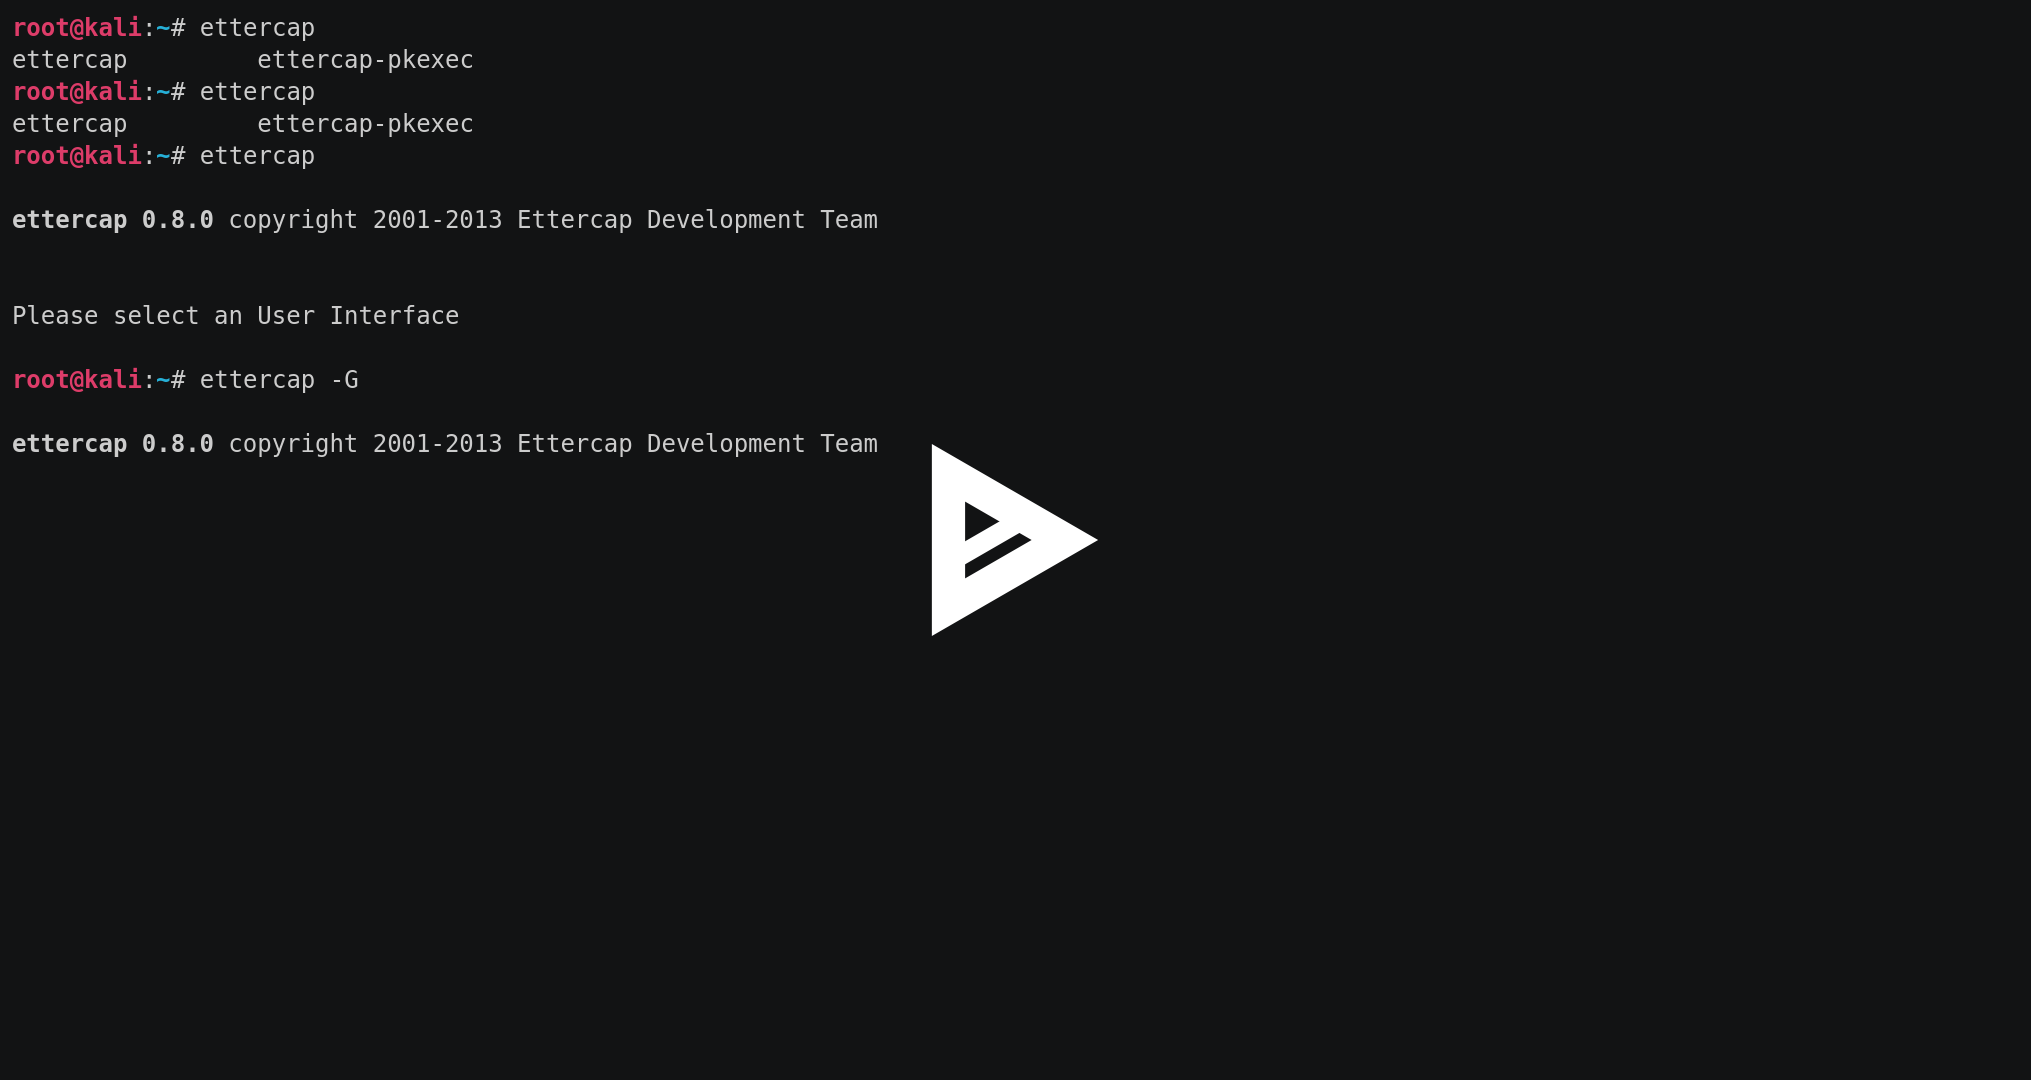 root@kali:~# ettercap
ettercap         ettercap-pkexec
root@kali:~# ettercap
ettercap         ettercap-pkexec
root@kali:~# ettercap
ettercap 0.8.0 copyright 2001-2013 Ettercap Development Team
Please select an User Interface
root@kali:~# ettercap -G
ettercap 0.8.0 copyright 2001-2013 Ettercap Development Team